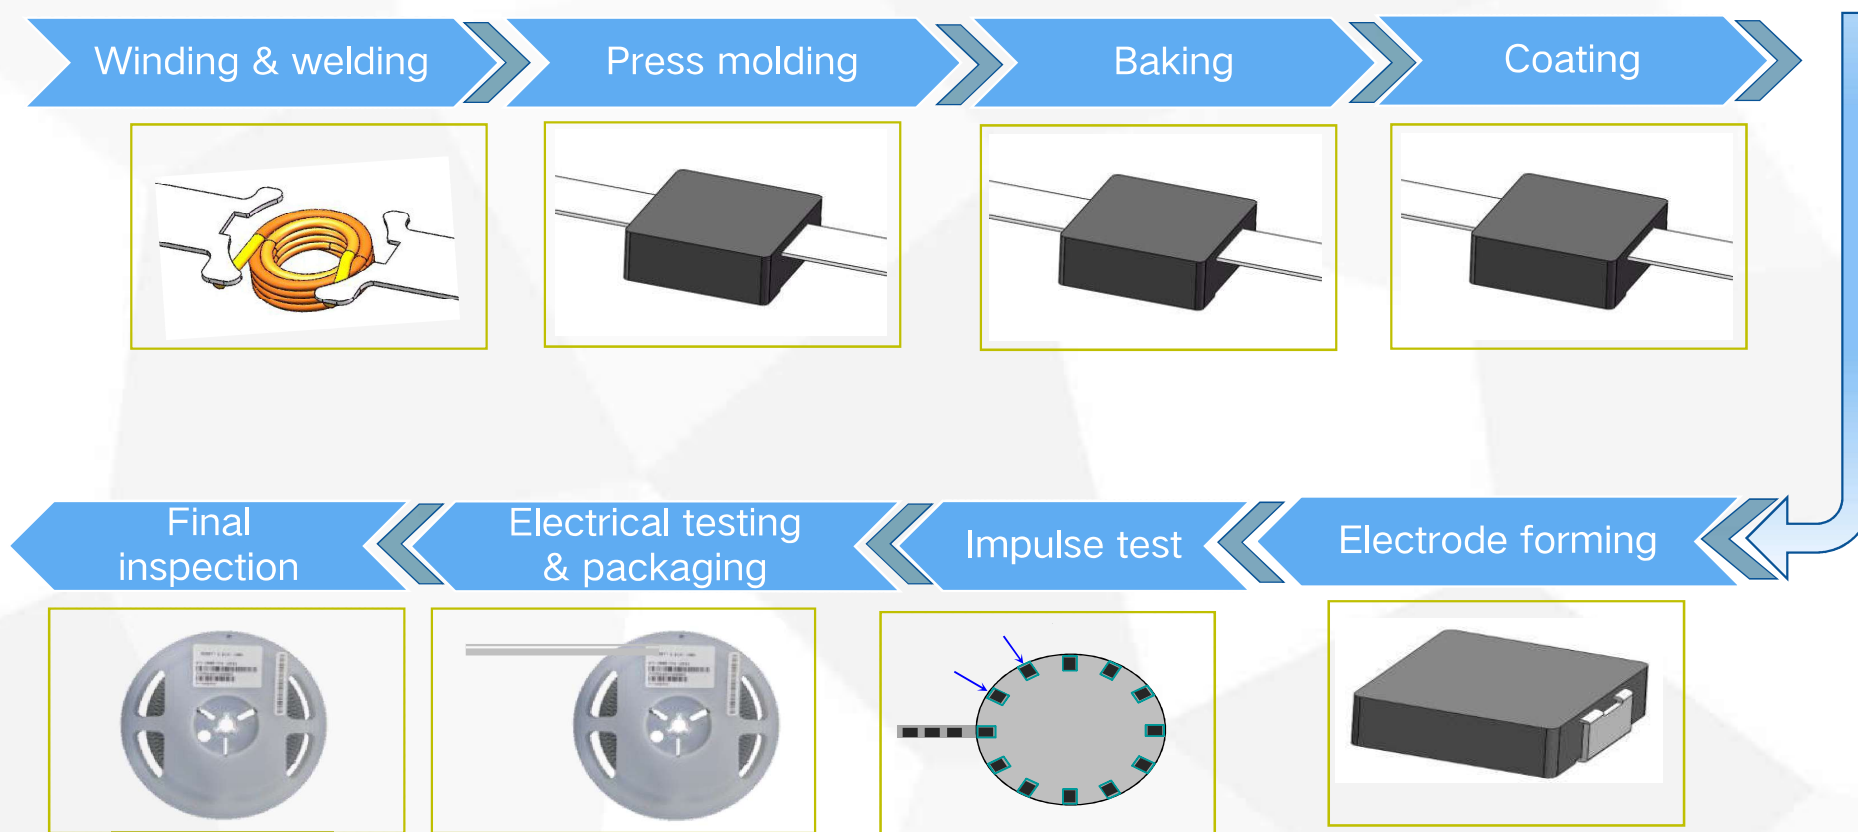 Winding & welding
Press molding
Baking
Coating
Final
inspection
Electrical testing
& packaging
Impulse test
Electrode forming